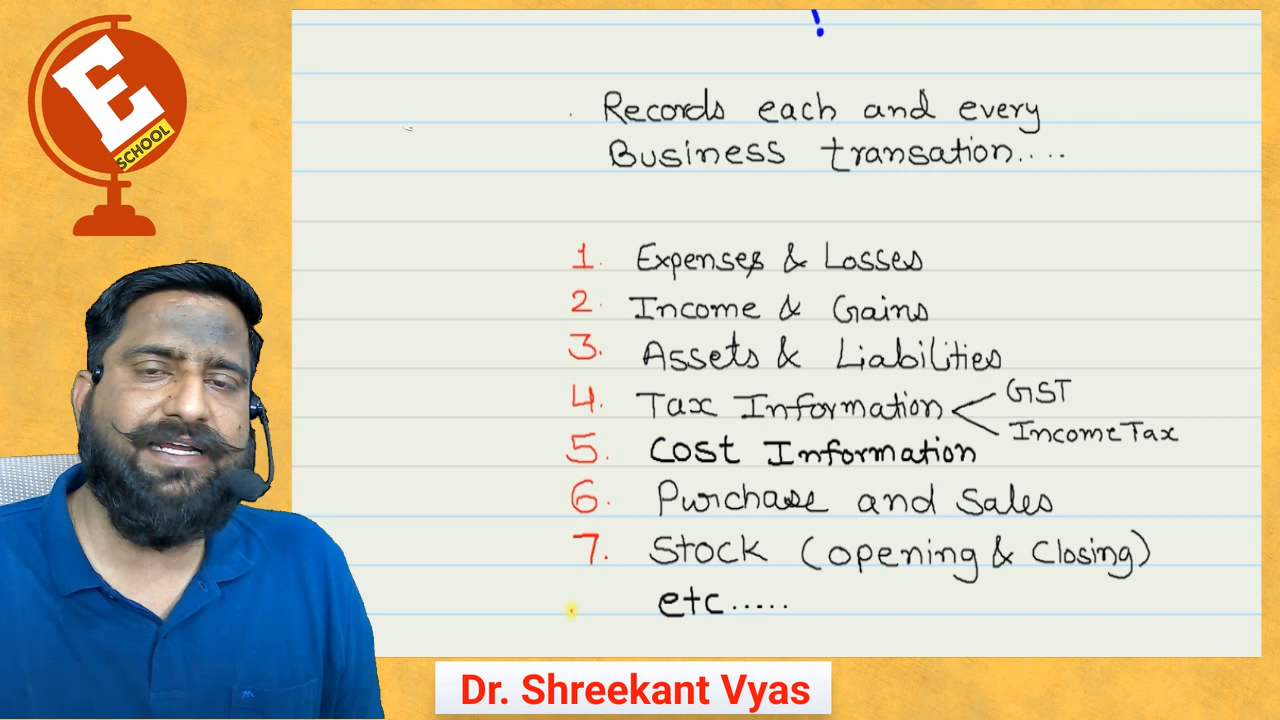 E
SCHOOL
!
Records each and every
Business transation....
1. Expenses & Losses
2. Income & Gains
3. Assets & Liabilities
4. Tax Information < GST
Income Tax
5. Cost Information
6. Purchase and Sales
7. Stock (Opening & Closing)
etc.....
Dr. Shreekant Vyas